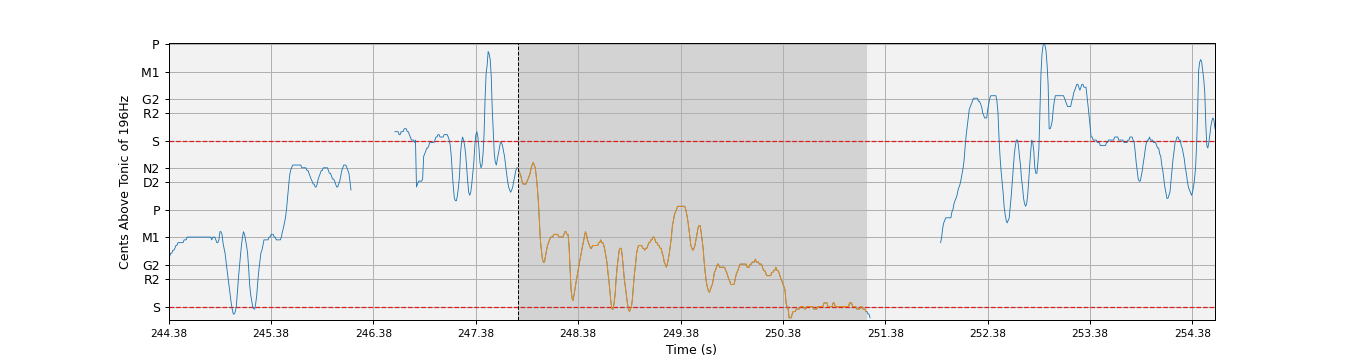 P
M1
G2
R2
S
N2
D2
P
M1
G2
R2
S
Cents Above Tonic of 196Hz
244.38 245.38 246.38 247.38 248.38 249.38 250.38 251.38 252.38 253.38 254.38
Time (s)